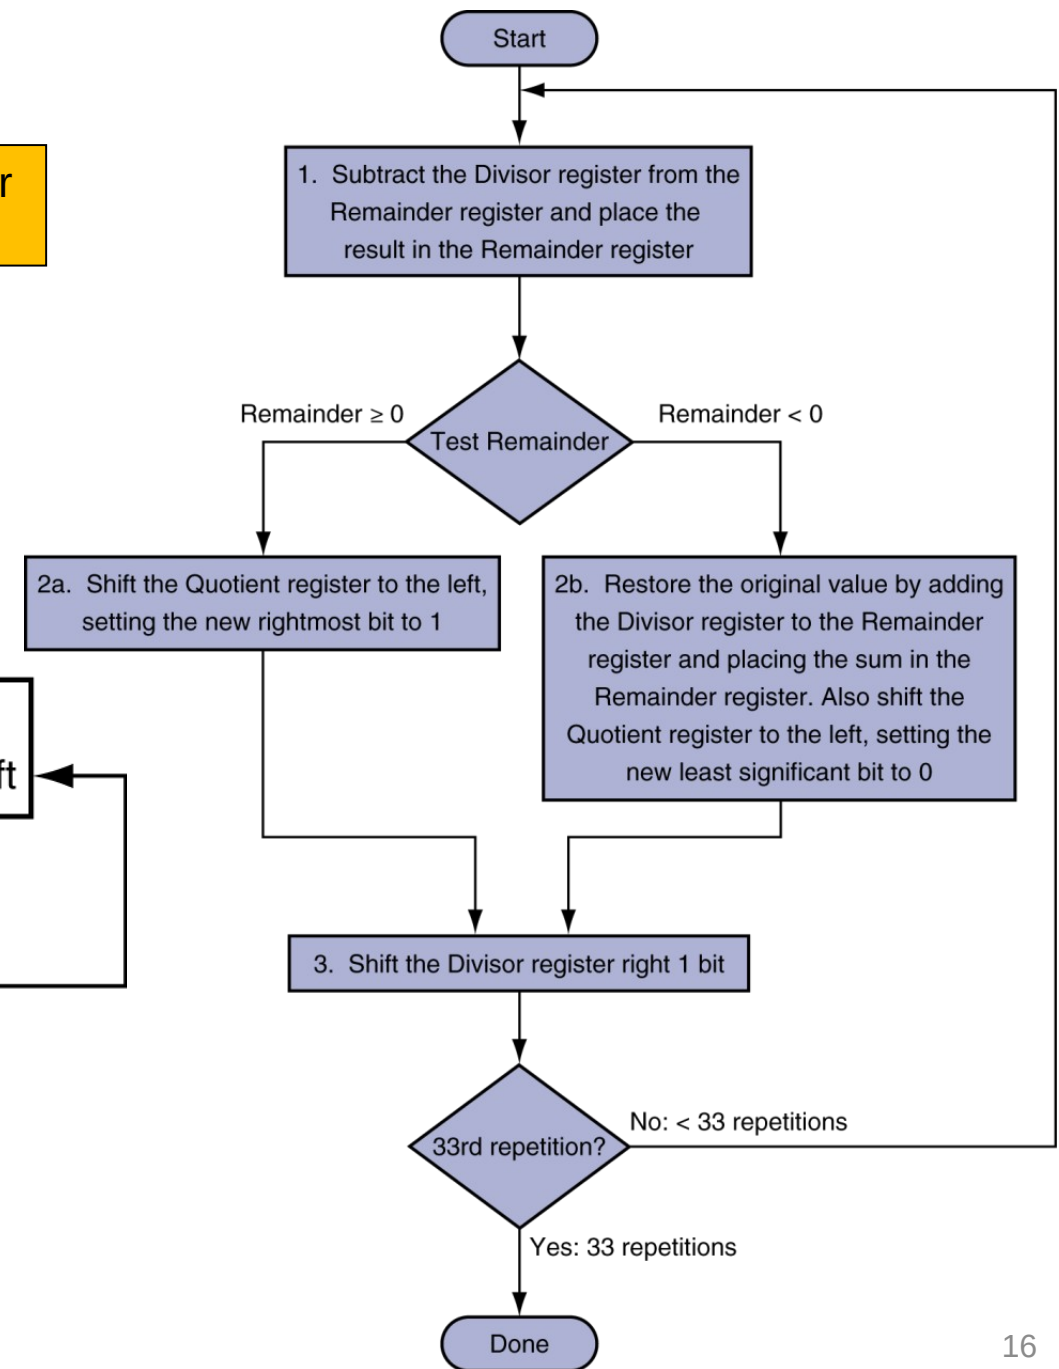 Start
r
1. Subtract the Divisor register from the
Remainder register and place the
result in the Remainder register
Remainder ≥ 0
Remainder < 0
Test Remainder
2a. Shift the Quotient register to the left,
setting the new rightmost bit to 1
2b. Restore the original value by adding
the Divisor register to the Remainder
register and placing the sum in the
Remainder register. Also shift the
Quotient register to the left, setting the
new least significant bit to 0
ft
3. Shift the Divisor register right 1 bit
No: < 33 repetitions
33rd repetition?
Yes: 33 repetitions
Done
16